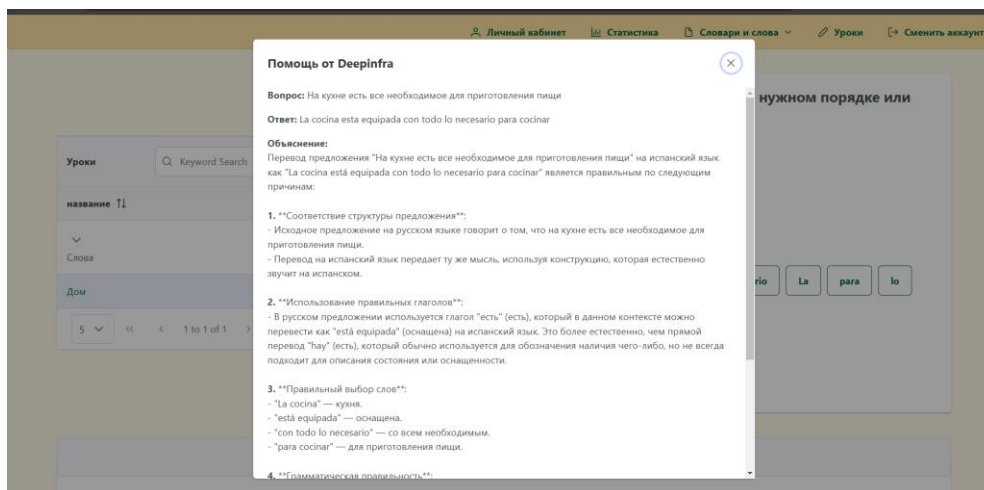 Личный кабинет Статистика Словари и слова Уроки Сменить аккаунт
Помощь от Deepinfra
нужном порядке или
Вопрос: На кухне есть все необходимое для приготовления пищи
Ответ: La cocina esta equipada con todo lo necesario para cocinar
Объяснение:
Перевод предложения "На кухне есть все необходимое для приготовления пищи" на испанский язык
как "La cocina está equipada con todo lo necesario para cocinar" является правильным по следующим
причинам:
1. **Соответствие структуры предложения**:
- Исходное предложение на русском языке говорит о том, что на кухне есть все необходимое для
приготовления пищи.
- Перевод на испанский язык передает ту же мысль, используя конструкцию, которая естественно
звучит на испанском.
2. **Использование правильных глаголов**:
- В русском предложении используется глагол "есть" (есть), который в данном контексте можно
перевести как "está equipada" (оснащена) на испанский язык. Это более естественно, чем прямой
перевод "hay" (есть), который обычно используется для обозначения наличия чего-либо, но не всегда
подходит для описания состояния или оснащенности.
3. **Правильный выбор слов**:
- "La cocina" — кухня.
- "está equipada" — оснащена.
- "con todo lo necesario" — со всем необходимым.
- "para cocinar" — для приготовления пищи.
4. **Грамматическая правильность**:
Уроки Keyword Search
название
Слова
Дом
5 1 to 1 of 1
rio La para lo